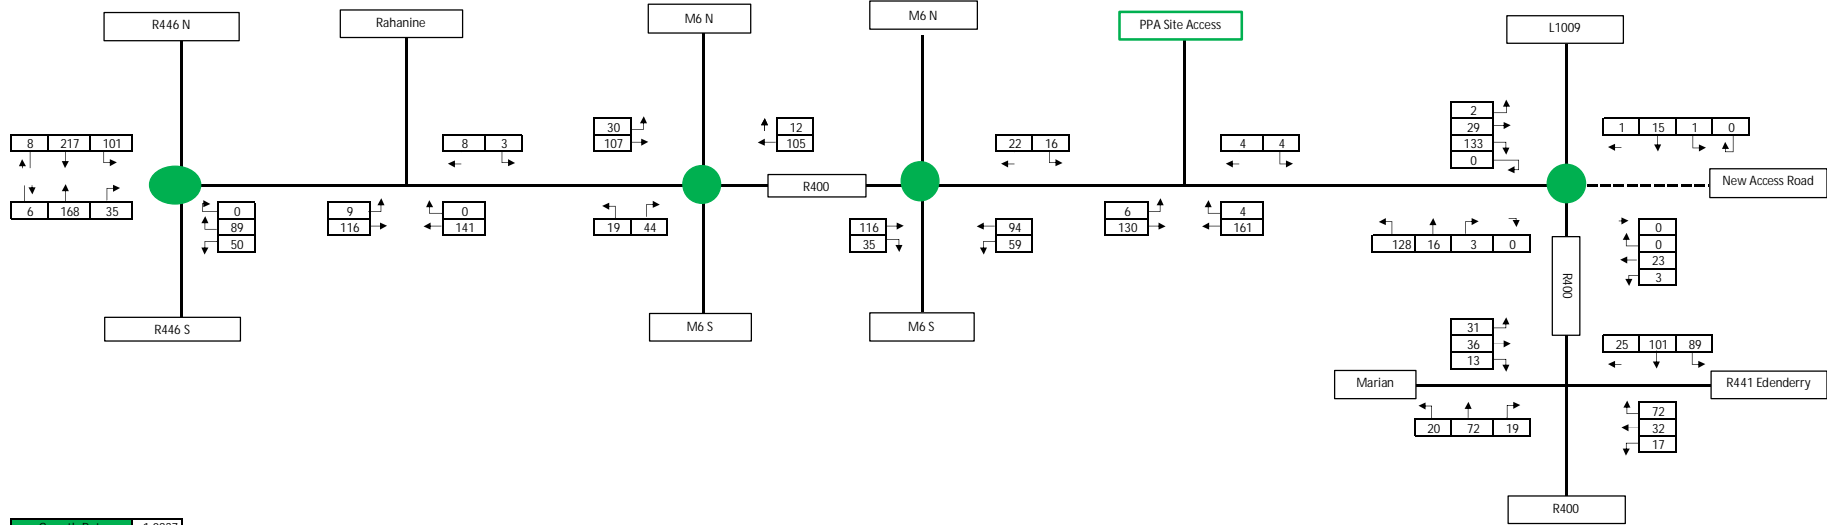 R446 N
Rahanine
M6 N
M6 N
PPA Site Access
L1009
8 217 101
6 168 35
0
89
50
R446 S
9
116
8 3
0
141
30
107
12
105
19 44
M6 S
R400
116
35
22 16
94
59
M6 S
6
130
4 4
4
161
2
29
133
0
1 15 1 0
New Access Road
128 16 3 0
0
0
23
3
R400
31
36
13
25 101 89
Marian
R441 Edenderry
20 72 19
72
32
17
R400